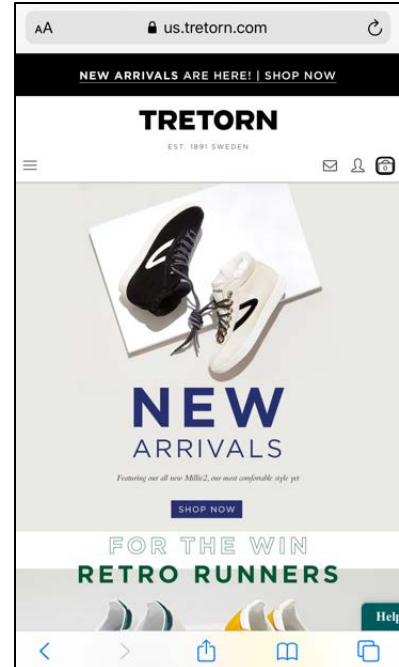 AA us.tretorn.com
NEW ARRIVALS ARE HERE! | SHOP NOW
TRETORN
EST. 1891 SWEDEN
0
NEW
ARRIVALS
Featuring our all new Millie2, our most comfortable style yet
SHOP NOW
FOR THE WIN
RETRO RUNNERS
Help